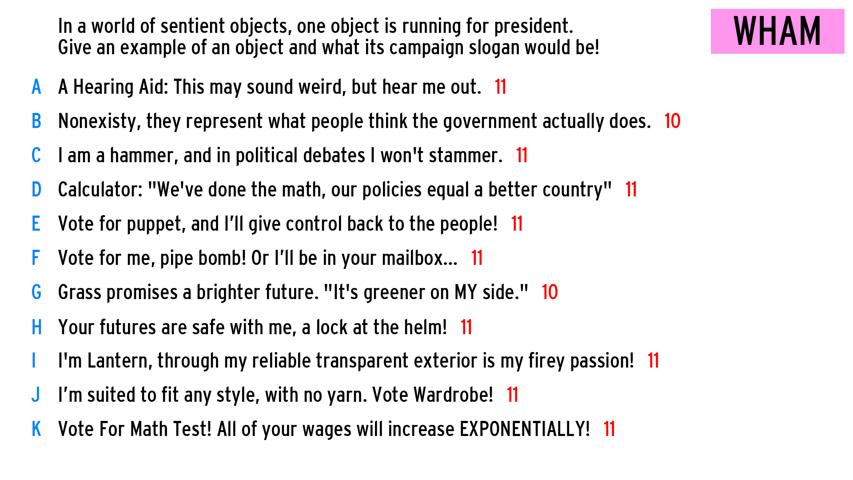 In a world of sentient objects, one object is running for president.
Give an example of an object and what its campaign slogan would be!
WHAM
A A Hearing Aid: This may sound weird, but hear me out. 11
B Nonexisty, they represent what people think the government actually does. 10
C I am a hammer, and in political debates I won't stammer. 11
D Calculator: "We've done the math, our policies equal a better country" 11
E Vote for puppet, and I’ll give control back to the people! 11
F Vote for me, pipe bomb! Or I’ll be in your mailbox... 11
G Grass promises a brighter future. "It's greener on MY side." 10
H Your futures are safe with me, a lock at the helm! 11
I I'm Lantern, through my reliable transparent exterior is my firey passion! 11
J I’m suited to fit any style, with no yarn. Vote Wardrobe! 11
K Vote For Math Test! All of your wages will increase EXPONENTIALLY! 11